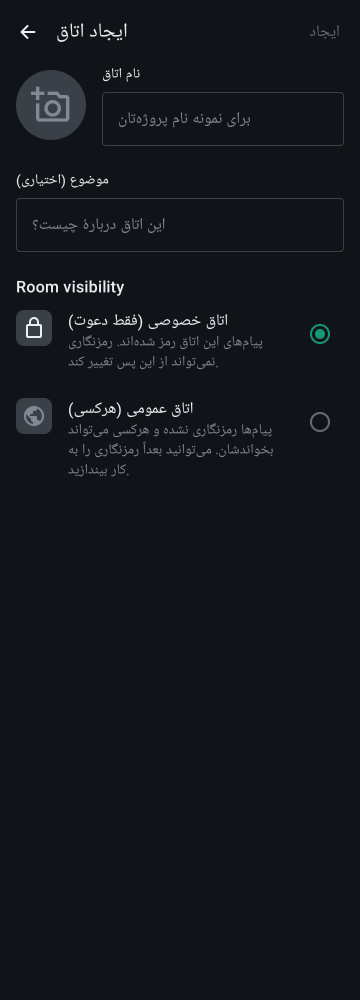 ایجاد اتاق
ایجاد
نام اتاق
برای نمونه نام پروژه‌تان
موضوع (اختیاری)
این اتاق دربارهٔ چیست؟
Room visibility
اتاق خصوصی (فقط دعوت)
پیام‌های این اتاق رمز شده‌اند. رمزنگاری
نمی‌تواند از این پس تغییر کند.
اتاق عمومی (هرکسی)
پیام‌ها رمزنگاری نشده و هرکسی می‌تواند
بخواندشان. می‌توانید بعداً رمزنگاری را به
کار بیندازید.